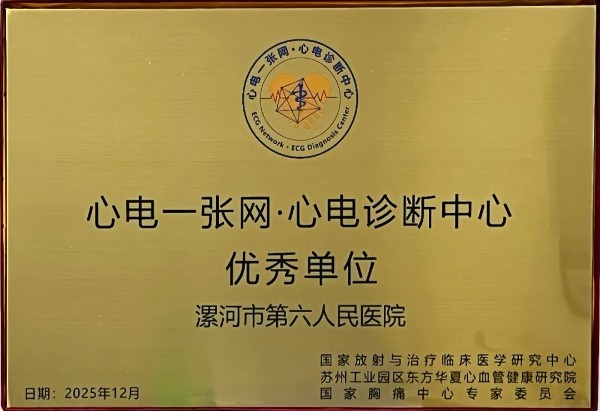 心电一张网·心电诊断中心
ECG Network · ECG Diagnosis Center
心电一张网·心电诊断中心
优秀单位
漯河市第六人民医院
国家放射与治疗临床医学研究中心
苏州工业园区东方华夏心血管健康研究院
国家胸痛中心专家委员会
日期：2025年12月